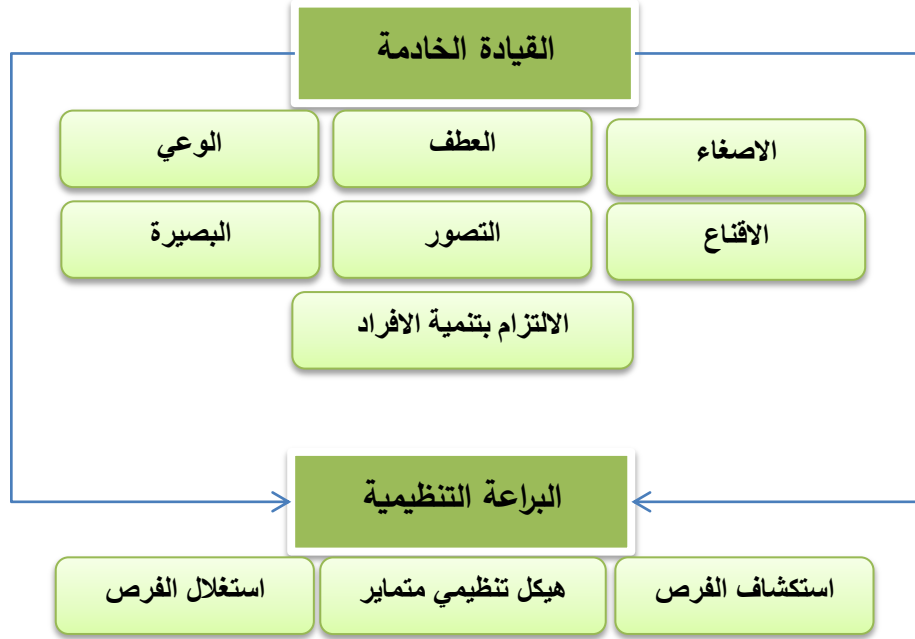 القيادة الخادمة
الاصغاء
العطف
الوعي
الاقناع
التصور
البصيرة
الالتزام بتنمية الافراد
البراعة التنظيمية
استكشاف الفرص
هيكل تنظيمي متماير
استغلال الفرص